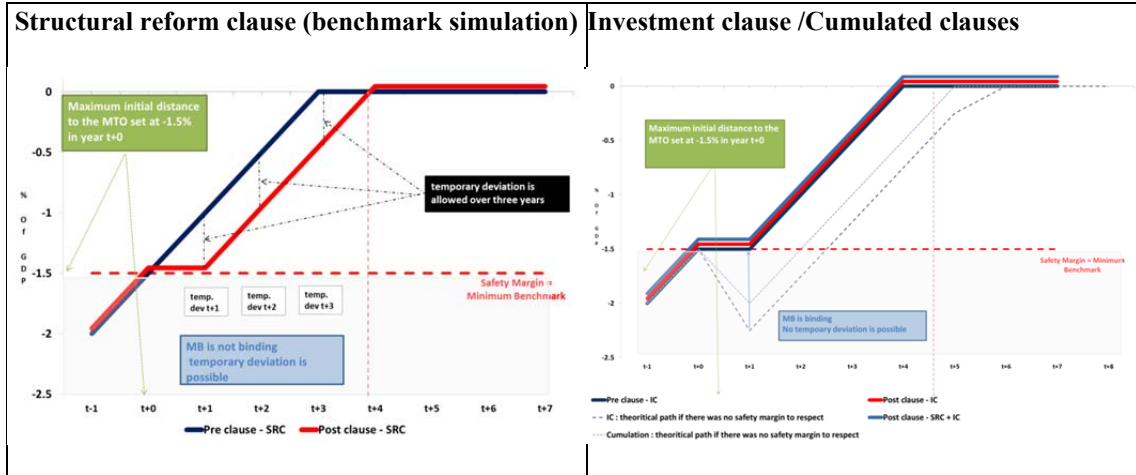 Structural reform clause (benchmark simulation)
0
-0.5
-1
-1.5
-2
-2.5
% Of GDP
Maximum initial distance
to the MTO set at -1.5%
in year t+0
temporary deviation is
allowed over three years
Safety Margin =
Minimum Benchmark
temp.
dev t+1
temp.
dev t+2
temp.
dev t+3
MB is not binding
temporary deviation is
possible
t-1 t+0 t+1 t+2 t+3 t+4 t+5 t+6 t+7
Pre clause - SRC Post clause - SRC
Investment clause /Cumulated clauses
0
-0.5
-1
-1.5
-2
-2.5
% of GDP
Maximum initial distance to the
MTO set at -1.5% in year t+0
Safety Margin = Minimum
Benchmark
MB is binding
No tempoary deviation is possible
t-1 t+0 t+1 t+2 t+3 t+4 t+5 t+6 t+7 t+8
Pre clause - IC Post clause - IC
IC : theoritical path if there was no safety margin to respect Post clause - SRC + IC
Cumulation : theoritical path if there was no safety margin to respect